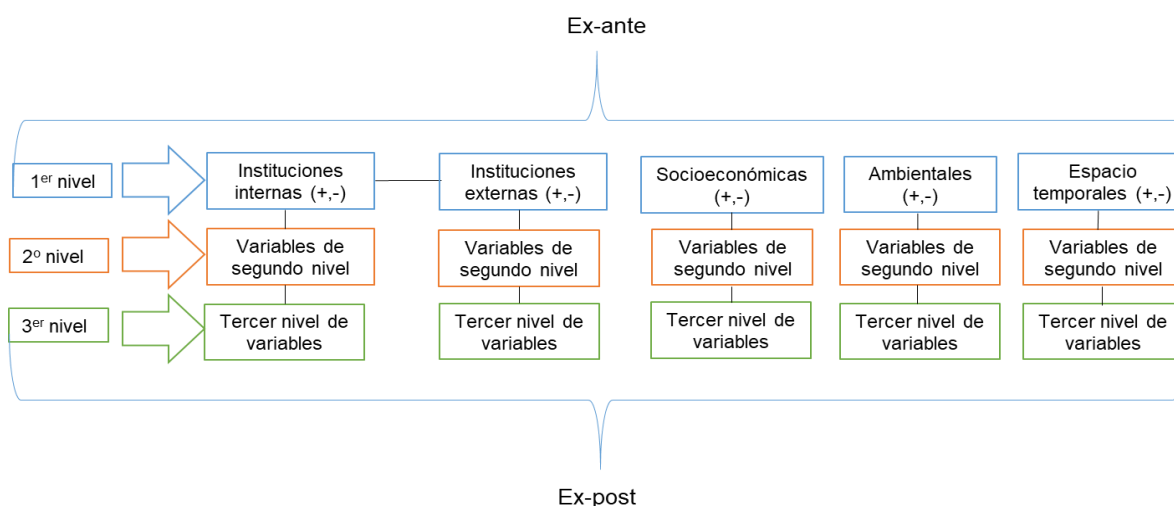 Ex-ante
1er nivel
Instituciones
internas (+,-)
Instituciones
externas (+,-)
Socioeconómicas
(+,-)
Ambientales
(+,-)
Espacio
temporales (+,-)
2o nivel
Variables de
segundo nivel
Variables de
segundo nivel
Variables de
segundo nivel
Variables de
segundo nivel
Variables de
segundo nivel
3er nivel
Tercer nivel de
variables
Tercer nivel de
variables
Tercer nivel de
variables
Tercer nivel de
variables
Tercer nivel de
variables
Ex-post